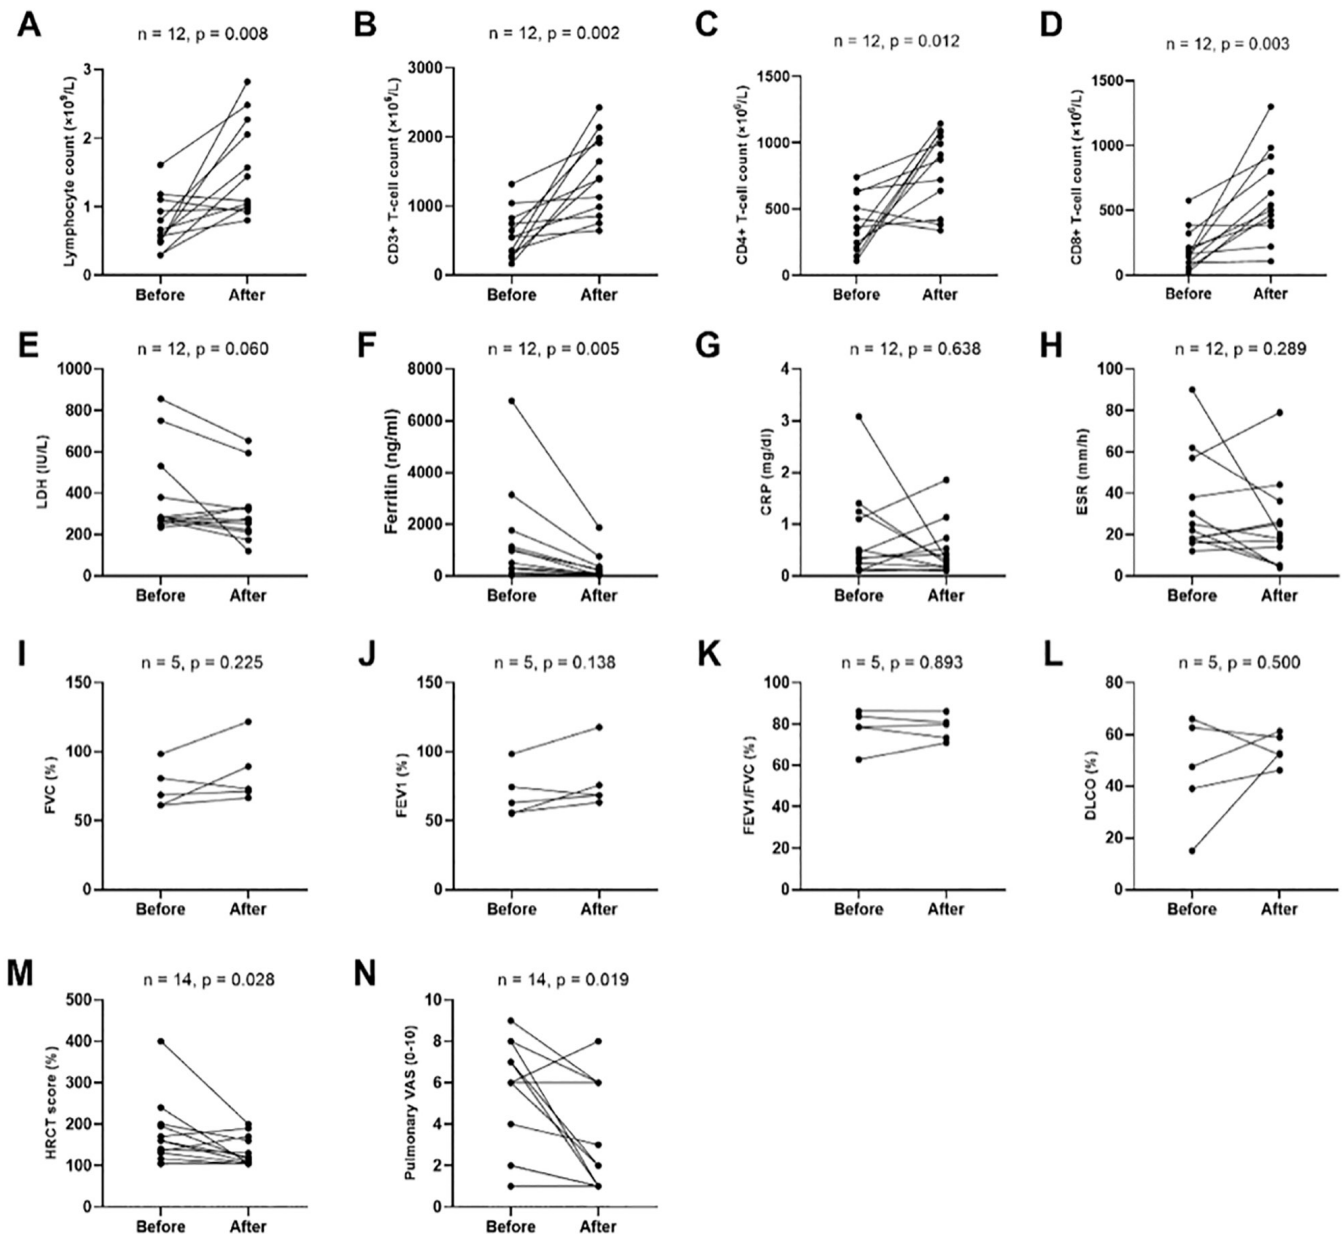 A
n = 12, p = 0.008
Lymphocyte count (×10⁹/L)
3
2
1
0
Before After
B
n = 12, p = 0.002
CD3+ T-cell count (×10⁶/L)
3000
2000
1000
0
Before After
C
n = 12, p = 0.012
CD4+ T-cell count (×10⁶/L)
1500
1000
500
0
Before After
D
n = 12, p = 0.003
CD8+ T-cell count (×10⁶/L)
1500
1000
500
0
Before After
E
n = 12, p = 0.060
LDH (IU/L)
1000
800
600
400
200
0
Before After
F
n = 12, p = 0.005
Ferritin (ng/ml)
8000
6000
4000
2000
0
Before After
G
n = 12, p = 0.638
CRP (mg/dl)
4
3
2
1
0
Before After
H
n = 12, p = 0.289
ESR (mm/h)
100
80
60
40
20
0
Before After
I
n = 5, p = 0.225
FVC (%)
150
100
50
0
Before After
J
n = 5, p = 0.138
FEV1 (%)
150
100
50
0
Before After
K
n = 5, p = 0.893
FEV1/FVC (%)
100
80
60
40
20
0
Before After
L
n = 5, p = 0.500
DLCO (%)
80
60
40
20
0
Before After
M
n = 14, p = 0.028
HRCT score (%)
500
400
300
200
100
0
Before After
N
n = 14, p = 0.019
Pulmonary VAS (0-10)
10
8
6
4
2
0
Before After